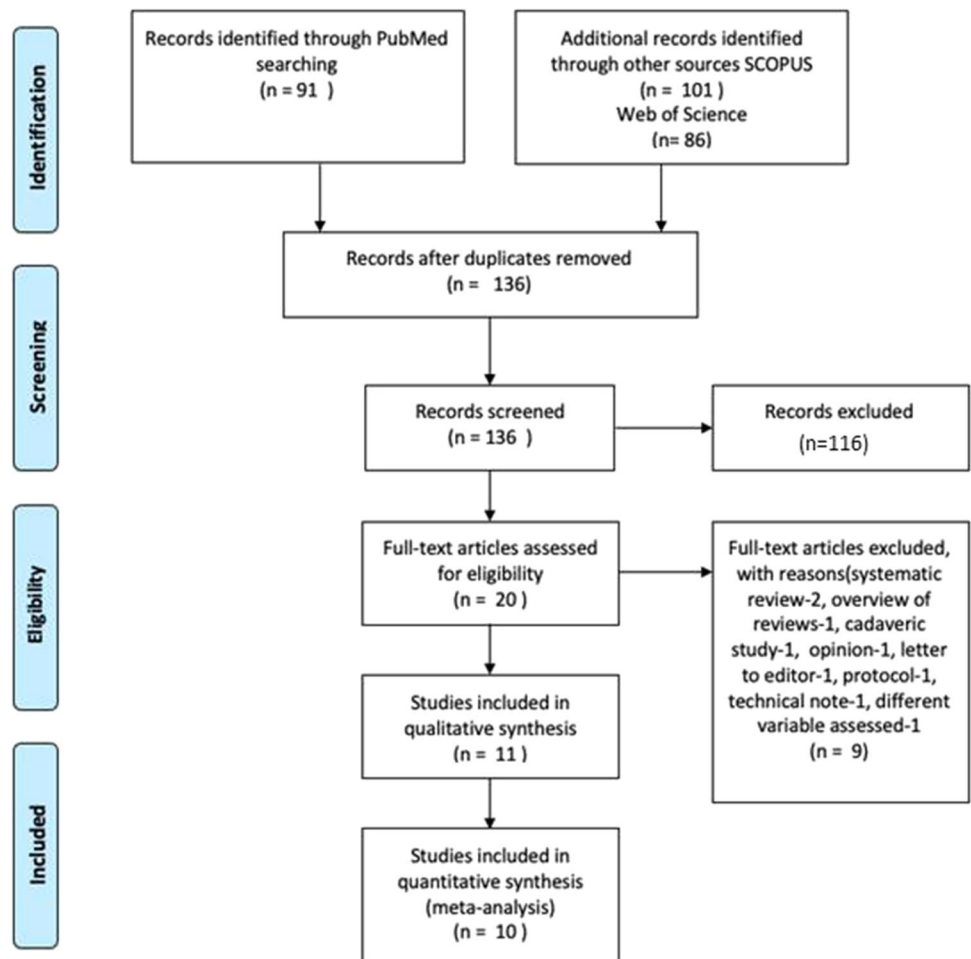 Identification
Records identified through PubMed
searching
(n = 91 )
Additional records identified
through other sources SCOPUS
(n = 101 )
Web of Science
(n= 86)
Records after duplicates removed
(n = 136)
Screening
Records screened
(n = 136 )
Records excluded
(n=116)
Eligibility
Full-text articles assessed
for eligibility
(n = 20 )
Full-text articles excluded,
with reasons(systematic
review-2, overview of
reviews-1, cadaveric
study-1, opinion-1, letter
to editor-1, protocol-1,
technical note-1, different
variable assessed-1
(n = 9)
Studies included in
qualitative synthesis
(n = 11 )
Included
Studies included in
quantitative synthesis
(meta-analysis)
(n = 10 )